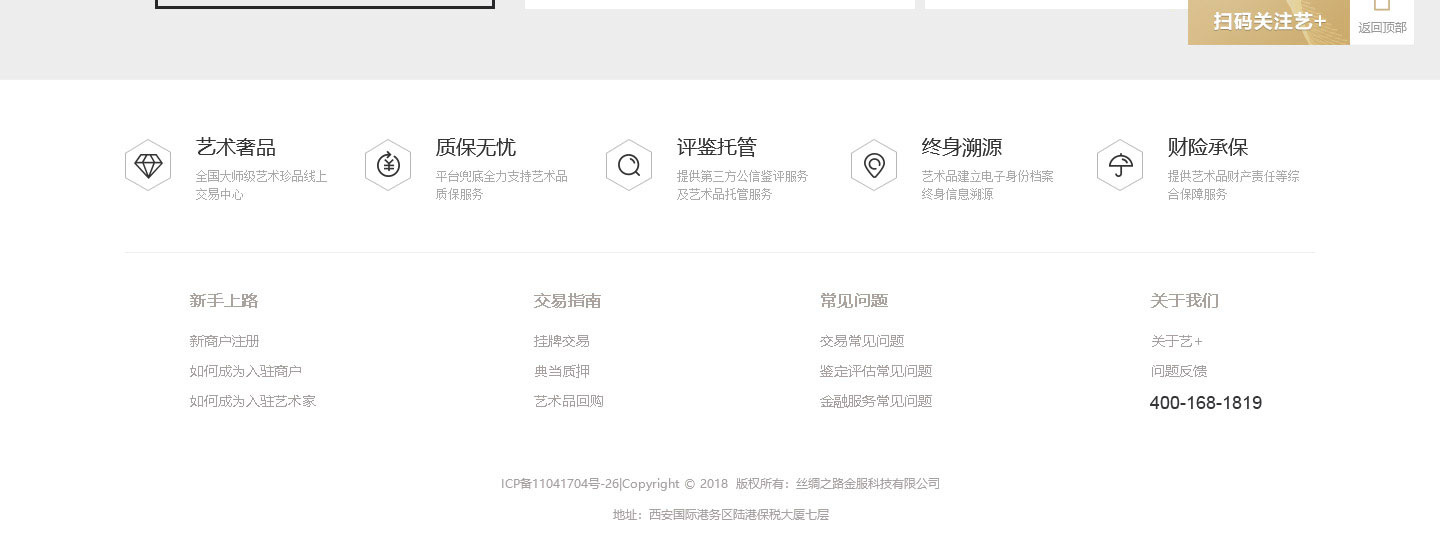 扫码关注艺+
返回顶部
艺术奢品
全国大师级艺术珍品线上
交易中心
质保无忧
平台兜底全力支持艺术品
质保服务
评鉴托管
提供第三方公信鉴评服务
及艺术品托管服务
终身溯源
艺术品建立电子身份档案
终身信息溯源
财险承保
提供艺术品财产责任等综
合保障服务
新手上路
新商户注册
如何成为入驻商户
如何成为入驻艺术家
交易指南
挂牌交易
典当质押
艺术品回购
常见问题
交易常见问题
鉴定评估常见问题
金融服务常见问题
关于我们
关于艺+
问题反馈
400-168-1819
ICP备11041704号-26|Copyright © 2018 版权所有：丝绸之路金服科技有限公司
地址：西安国际港务区陆港保税大厦七层